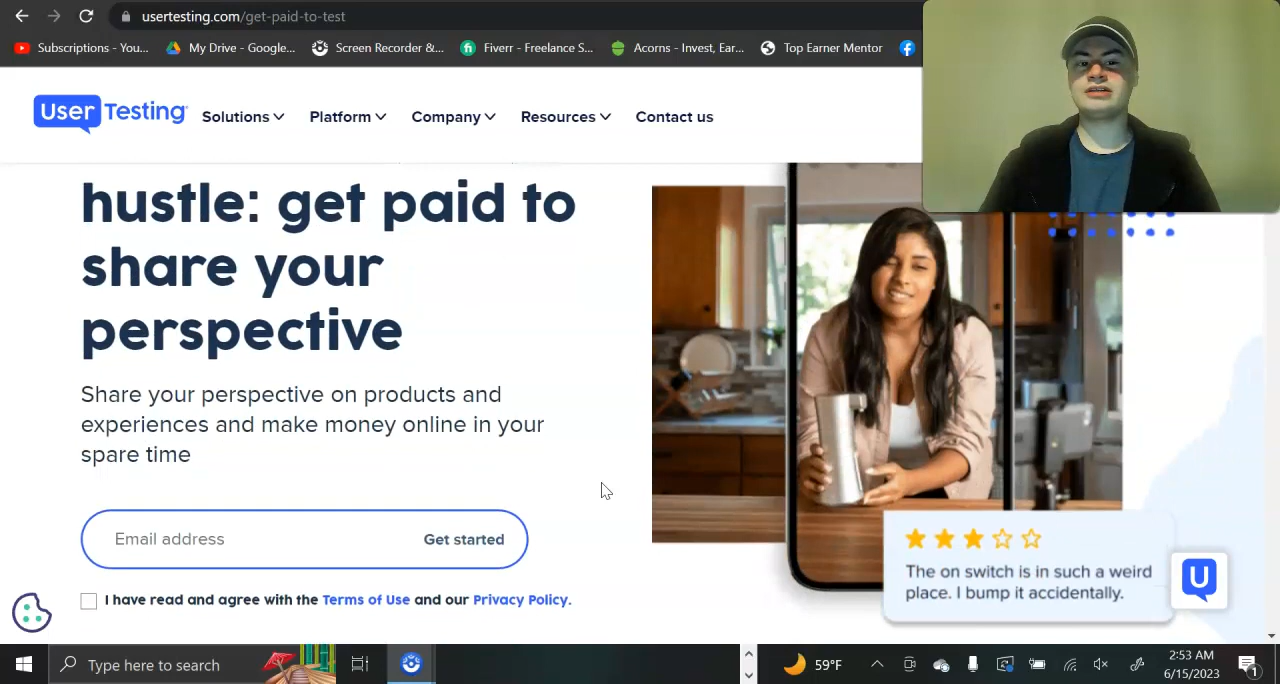 usertesting.com/get-paid-to-test
Subscriptions - You...
My Drive - Google...
Screen Recorder &...
Fiverr - Freelance S...
Acorns - Invest, Ear...
Top Earner Mentor
User Testing
Solutions
Platform
Company
Resources
Contact us
hustle: get paid to
share your
perspective
Share your perspective on products and
experiences and make money online in your
spare time
Email address
Get started
I have read and agree with the Terms of Use and our Privacy Policy.
The on switch is in such a weird
place. I bump it accidentally.
U
Type here to search
59°F
2:53 AM
6/15/2023
1